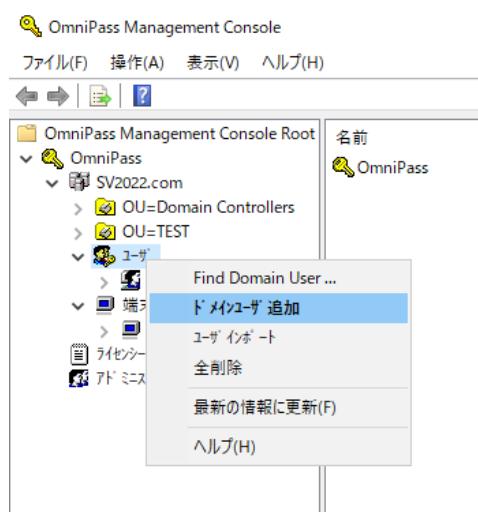 OmniPass Management Console
ファイル(F) 操作(A) 表示(V) ヘルプ(H)
OmniPass Management Console Root
名前
OmniPass
OmniPass
SV2022.com
OU=Domain Controllers
OU=TEST
ユーザ
Find Domain User ...
ドメインユーザ追加
端末
ユーザインポート
ライセンシー
全削除
アドミニス
最新の情報に更新(F)
ヘルプ(H)